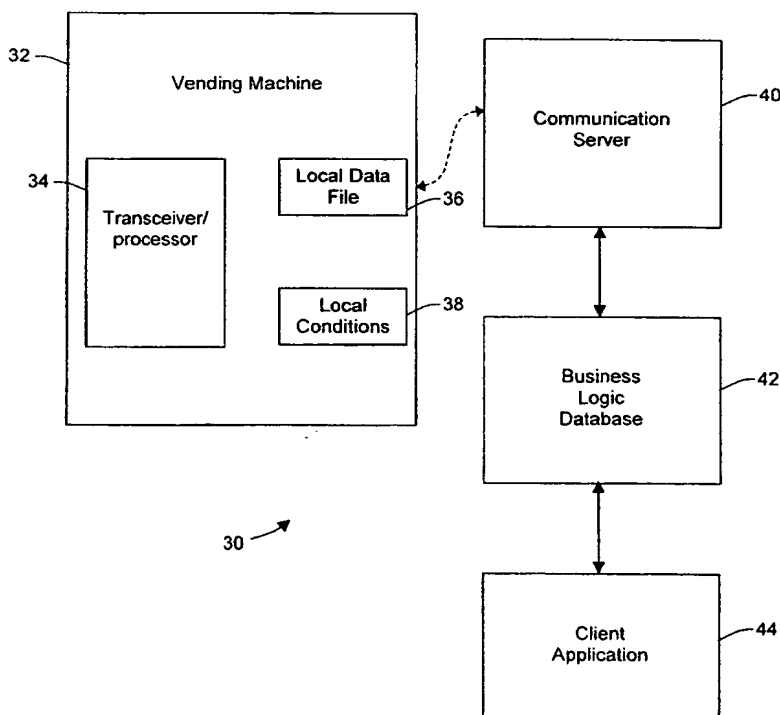 32
Vending Machine
34
Transceiver/
processor
Local Data
File
36
Local
Conditions
38
30
Communication
Server
40
Business
Logic
Database
42
Client
Application
44